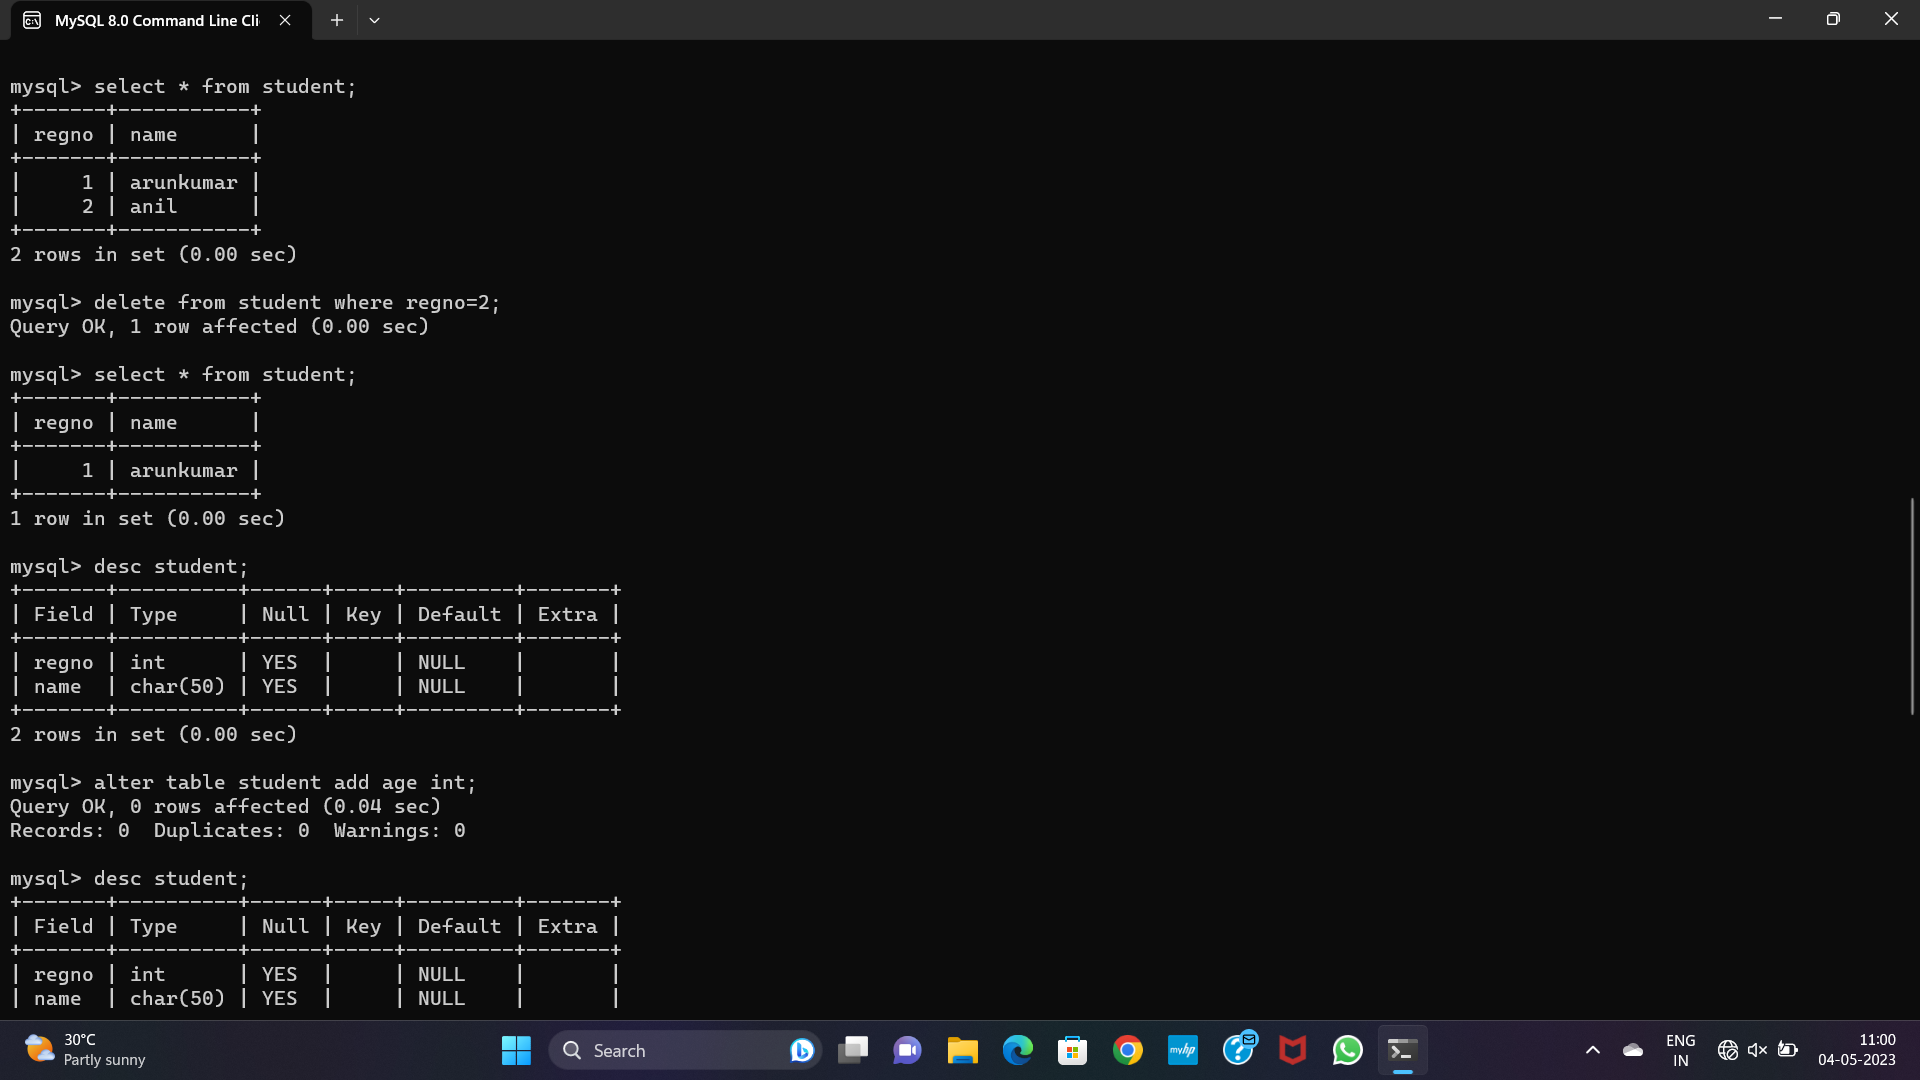 MySQL 8.0 Command Line Cli
mysql> select * from student;
+-------+-----------+
| regno | name      |
+-------+-----------+
|     1 | arunkumar |
|     2 | anil      |
+-------+-----------+
2 rows in set (0.00 sec)
mysql> delete from student where regno=2;
Query OK, 1 row affected (0.00 sec)
mysql> select * from student;
+-------+-----------+
| regno | name      |
+-------+-----------+
|     1 | arunkumar |
+-------+-----------+
1 row in set (0.00 sec)
mysql> desc student;
+-------+----------+------+-----+---------+-------+
| Field | Type     | Null | Key | Default | Extra |
+-------+----------+------+-----+---------+-------+
| regno | int      | YES  |     | NULL    |       |
| name  | char(50) | YES  |     | NULL    |       |
+-------+----------+------+-----+---------+-------+
2 rows in set (0.00 sec)
mysql> alter table student add age int;
Query OK, 0 rows affected (0.04 sec)
Records: 0  Duplicates: 0  Warnings: 0
mysql> desc student;
+-------+----------+------+-----+---------+-------+
| Field | Type     | Null | Key | Default | Extra |
+-------+----------+------+-----+---------+-------+
| regno | int      | YES  |     | NULL    |       |
| name  | char(50) | YES  |     | NULL    |       |
30°C
Partly sunny
Search
myhp
ENG
IN
11:00
04-05-2023